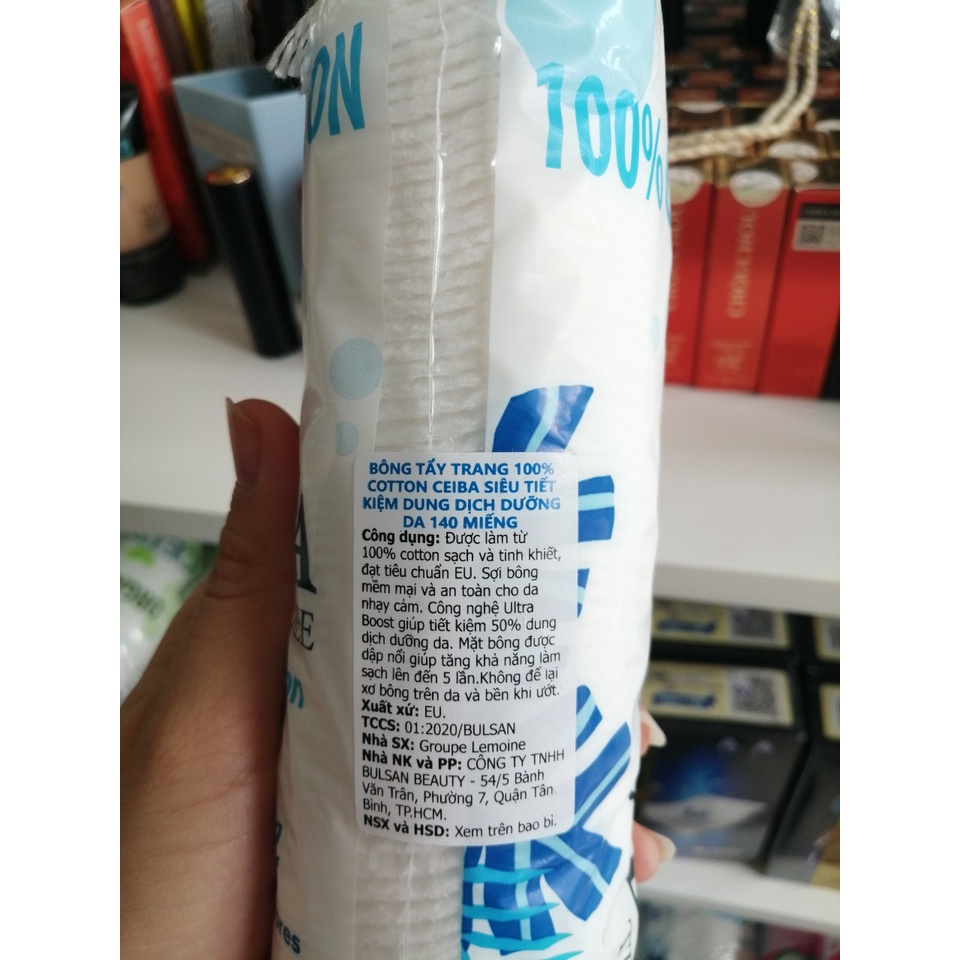 ON
100%
BÔNG TẨY TRANG 100%
COTTON CEIBA SIÊU TIẾT
KIỆM DUNG DỊCH DƯỠNG
DA 140 MIẾNG
Công dụng: Được làm từ
100% cotton sạch và tinh khiết,
đạt tiêu chuẩn EU. Sợi bông
mềm mại và an toàn cho da
nhạy cảm. Công nghệ Ultra
Boost giúp tiết kiệm 50% dung
dịch dưỡng da. Mặt bông được
dập nổi giúp tăng khả năng làm
sạch lên đến 5 lần.Không để lại
xơ bông trên da và bền khi ướt.
Xuất xứ: EU.
TCCS: 01:2020/BULSAN
Nhà SX: Groupe Lemoine
Nhà NK và PP: CÔNG TY TNHH
BULSAN BEAUTY - 54/5 Bành
Văn Trân, Phường 7, Quận Tân
Bình, TP.HCM.
NSX và HSD: Xem trên bao bì.